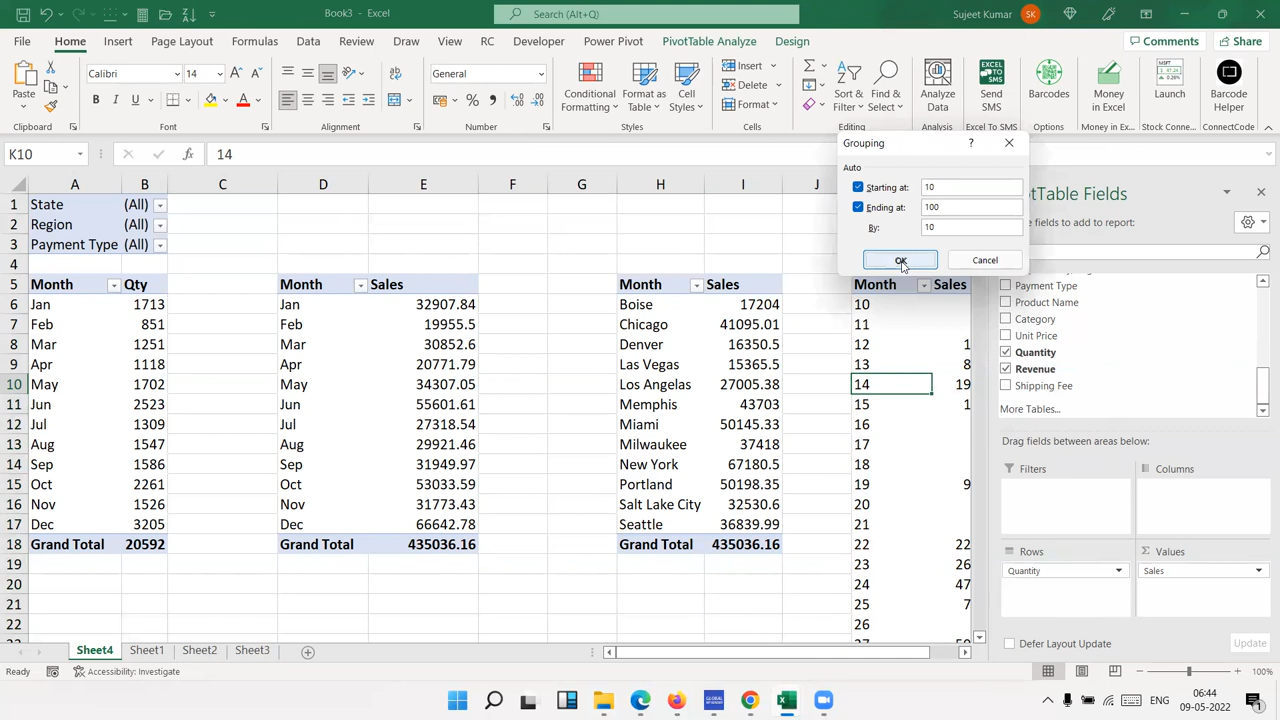 Book3 - Excel
Search (Alt+Q)
Sujeet Kumar
SK
File Home Insert Page Layout Formulas Data Review View RC Developer Power Pivot PivotTable Analyze Design
Comments Share
Paste
Clipboard
Calibri 14
B I U
Font
Alignment
General
Number
Conditional Formatting
Format as Table
Cell Styles
Styles
Insert
Delete
Format
Cells
Sort & Filter
Find & Select
Editing
Analyze Data
Analysis
Send SMS
Excel To SMS
Barcodes
Options
Money in Excel
Money in Ex...
Launch
Stock Conne...
Barcode Helper
ConnectCode
K10 14
Grouping
Auto
Starting at: 10
Ending at: 100
By: 10
OK Cancel
A B C D E F G H I J
1 State (All)
2 Region (All)
3 Payment Type (All)
4
5 Month Qty Month Sales Month Sales Month Sales
6 Jan 1713 Jan 32907.84 Boise 17204 10
7 Feb 851 Feb 19955.5 Chicago 41095.01 11
8 Mar 1251 Mar 30852.6 Denver 16350.5 12 1
9 Apr 1118 Apr 20771.79 Las Vegas 15365.5 13 8
10 May 1702 May 34307.05 Los Angelas 27005.38 14 19
11 Jun 2523 Jun 55601.61 Memphis 43703 15 1
12 Jul 1309 Jul 27318.54 Miami 50145.33 16
13 Aug 1547 Aug 29921.46 Milwaukee 37418 17
14 Sep 1586 Sep 31949.97 New York 67180.5 18
15 Oct 2261 Oct 53033.59 Portland 50198.35 19 9
16 Nov 1526 Nov 31773.43 Salt Lake City 32530.6 20
17 Dec 3205 Dec 66642.78 Seattle 36839.99 21
18 Grand Total 20592 Grand Total 435036.16 Grand Total 435036.16 22 22
19 23 26
20 24 47
21 25 7
22 26
votTable Fields
e fields to add to report:
Payment Type
Product Name
Category
Unit Price
Quantity
Revenue
Shipping Fee
More Tables...
Drag fields between areas below:
Filters Columns
Rows Values
Quantity Sales
Defer Layout Update Update
Sheet4 Sheet1 Sheet2 Sheet3
Ready Accessibility: Investigate 100%
ENG
06:44
09-05-2022